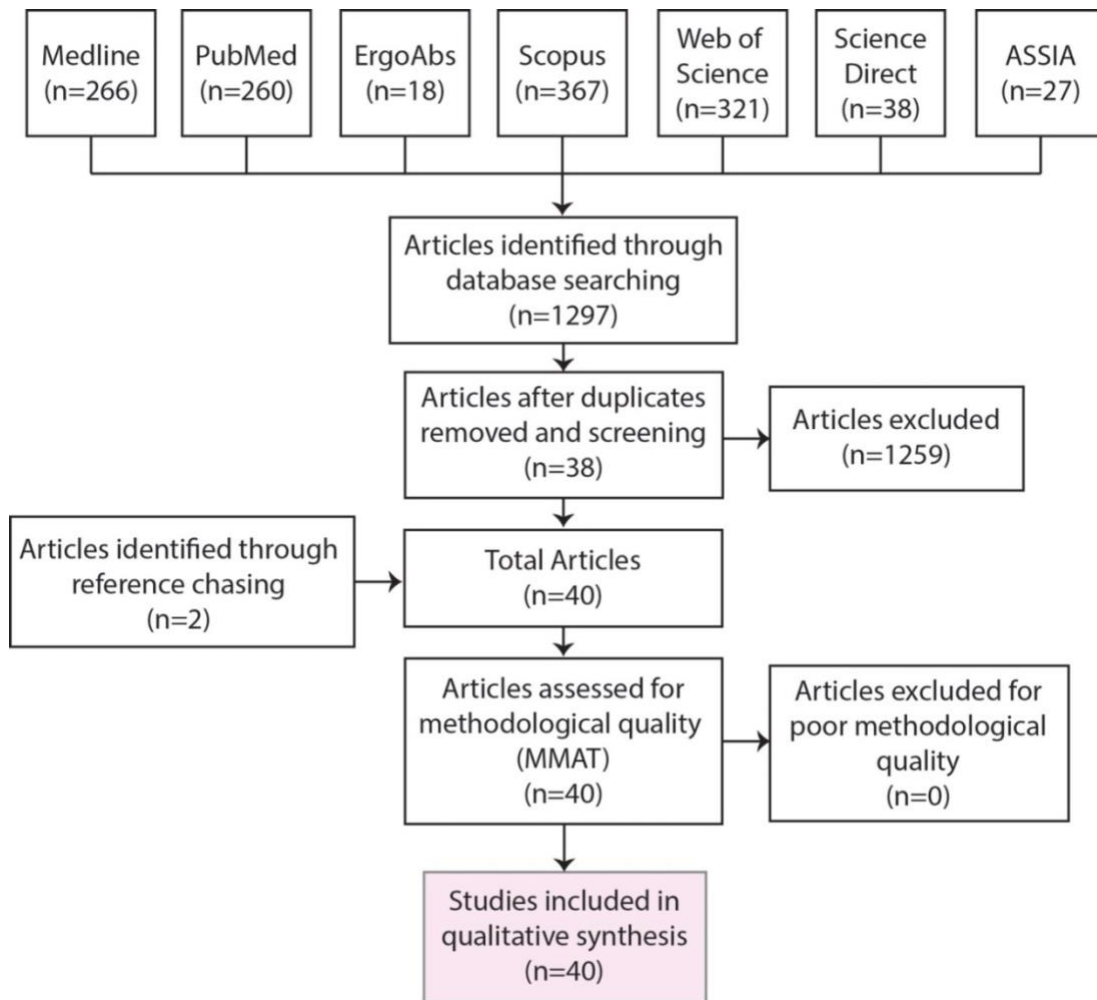 Medline
(n=266)
PubMed
(n=260)
ErgoAbs
(n=18)
Scopus
(n=367)
Web of
Science
(n=321)
Science
Direct
(n=38)
ASSIA
(n=27)
Articles identified through
database searching
(n=1297)
Articles after duplicates
removed and screening
(n=38)
Articles excluded
(n=1259)
Articles identified through
reference chasing
(n=2)
Total Articles
(n=40)
Articles assessed for
methodological quality
(MMAT)
(n=40)
Articles excluded for
poor methodological
quality
(n=0)
Studies included in
qualitative synthesis
(n=40)